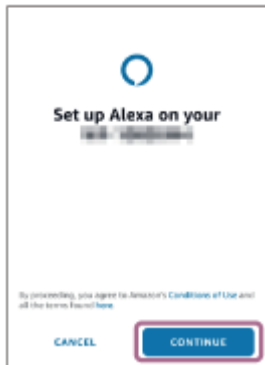 Set up Alexa on your
By proceeding, you agree to Amazon's Conditions of Use and
all the terms found here
CANCEL
CONTINUE